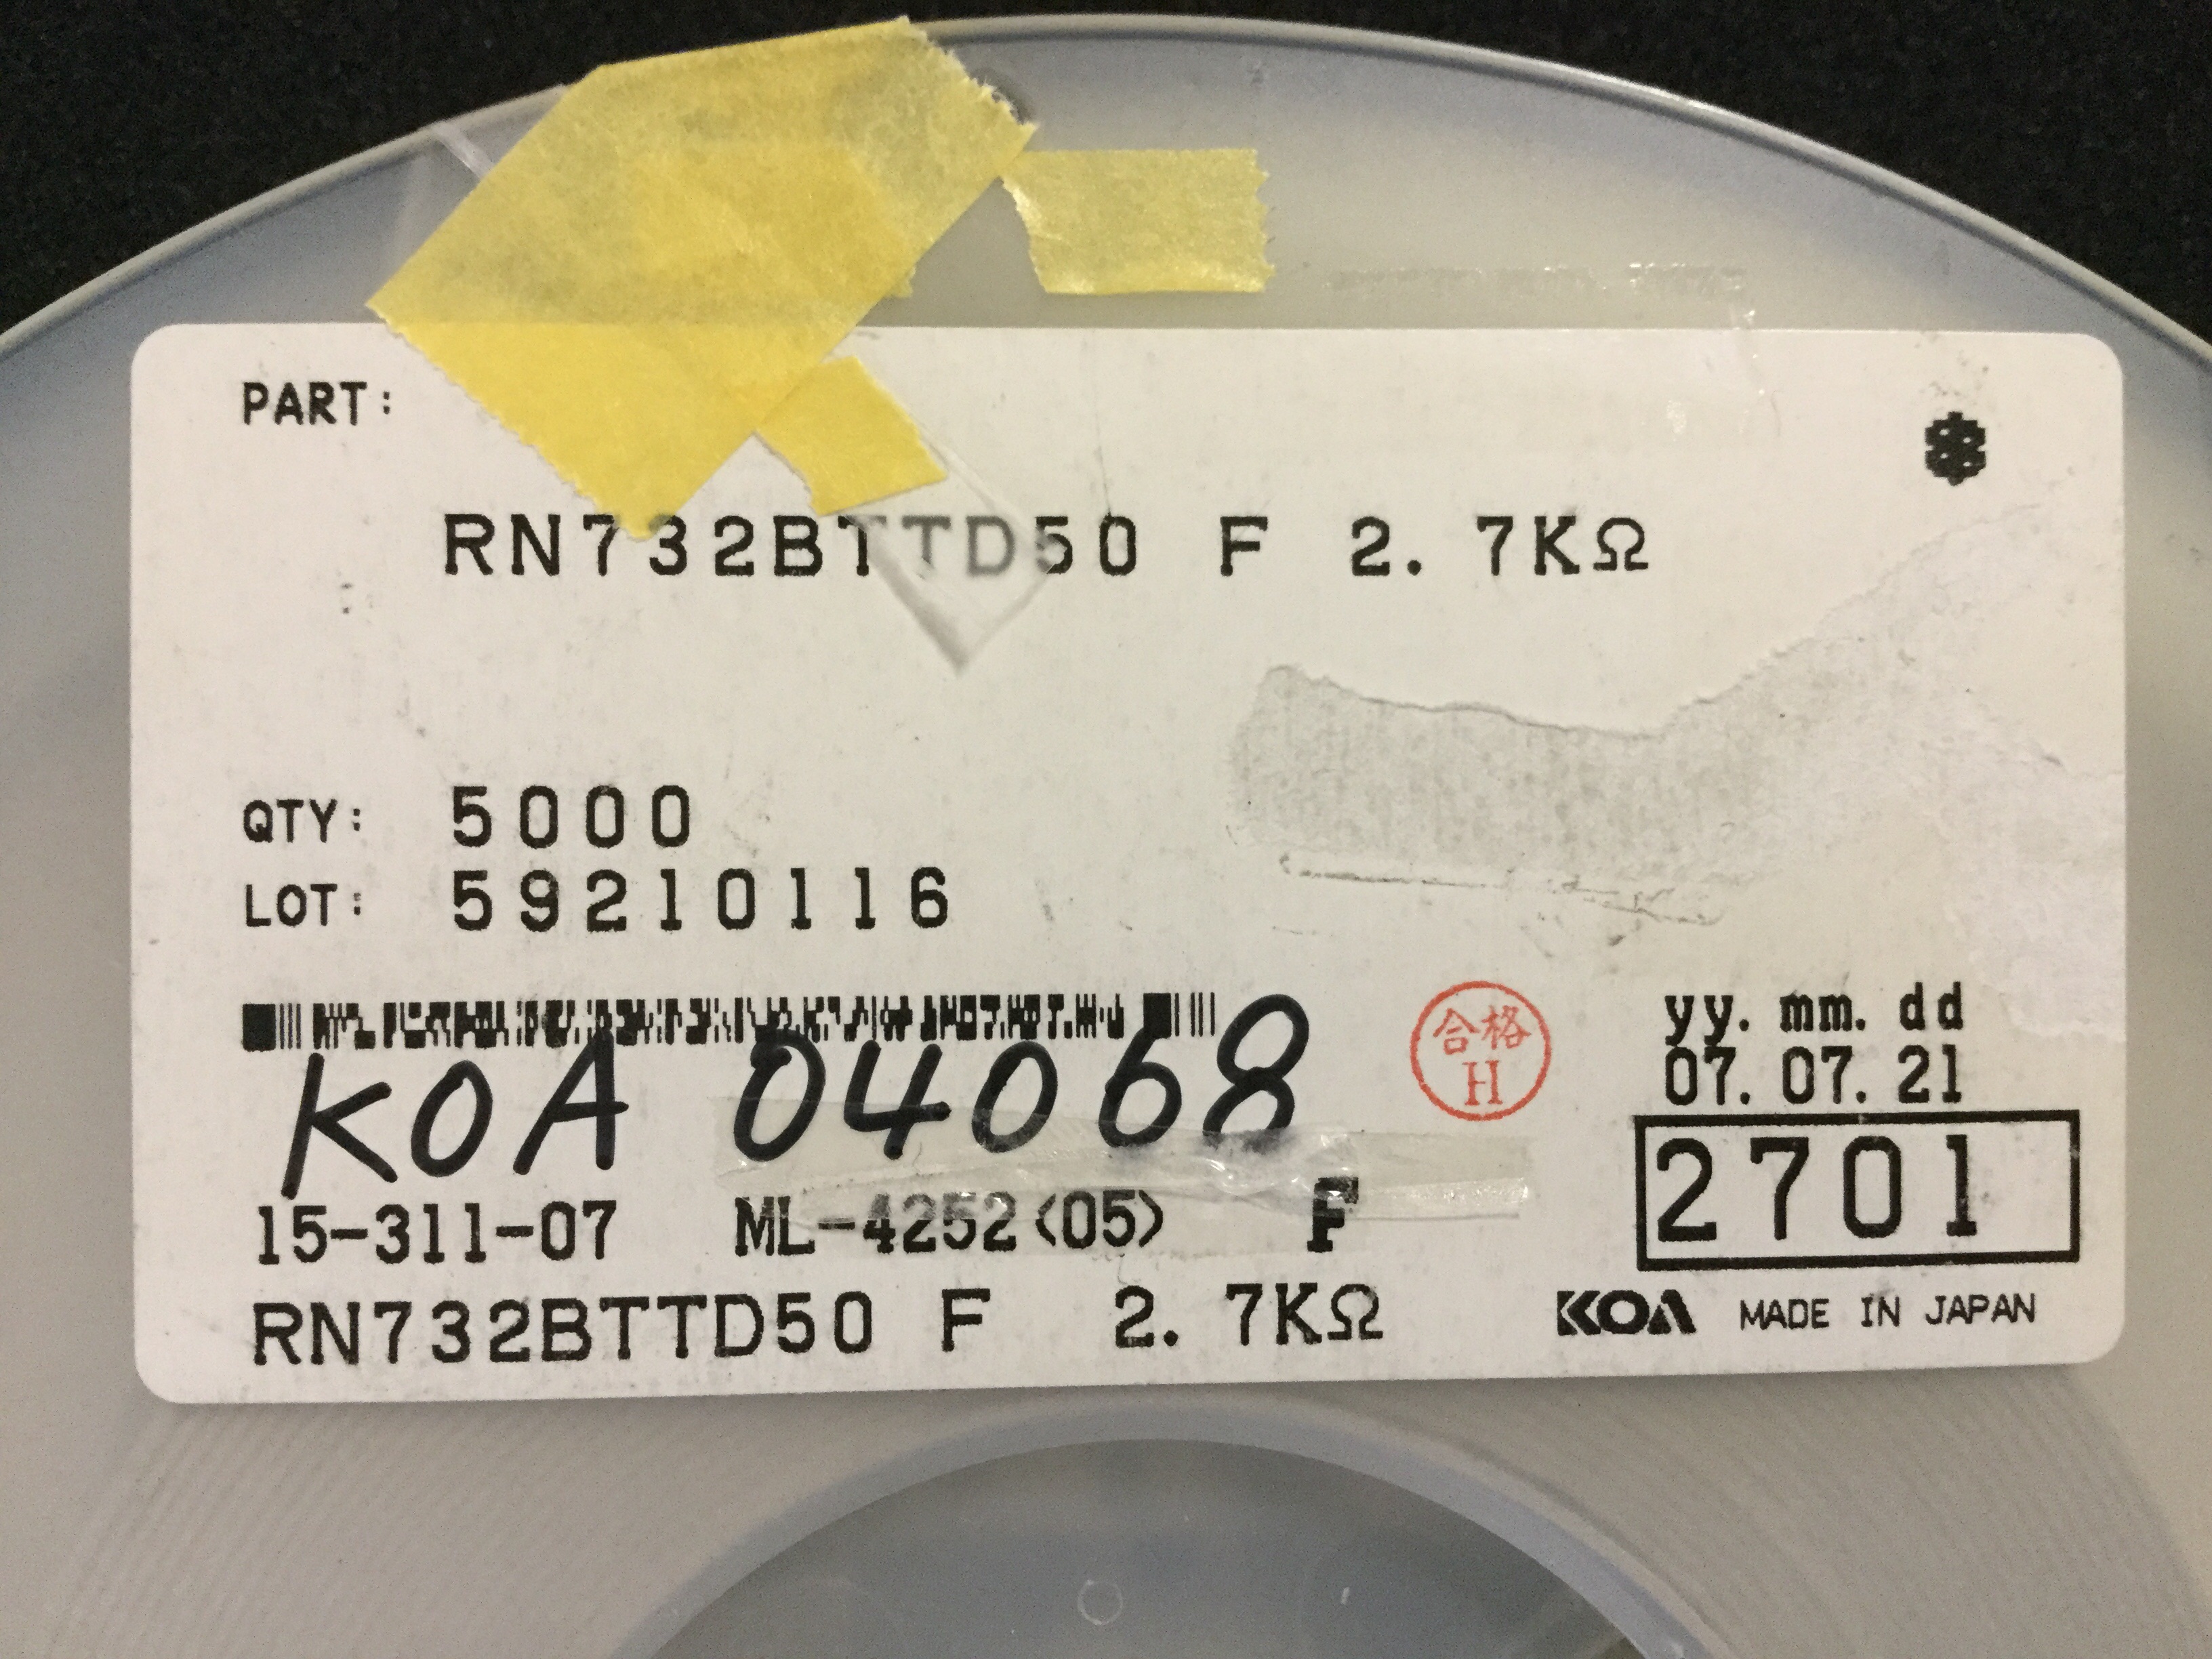 PART:
✽
RN732BTTD50 F 2.7KΩ
QTY: 5000
LOT: 59210116
KOA 04068
合格
H
yy.mm.dd
07.07.21
2701
15-311-07 ML-4252<05> F
RN732BTTD50 F 2.7KΩ
KOA MADE IN JAPAN